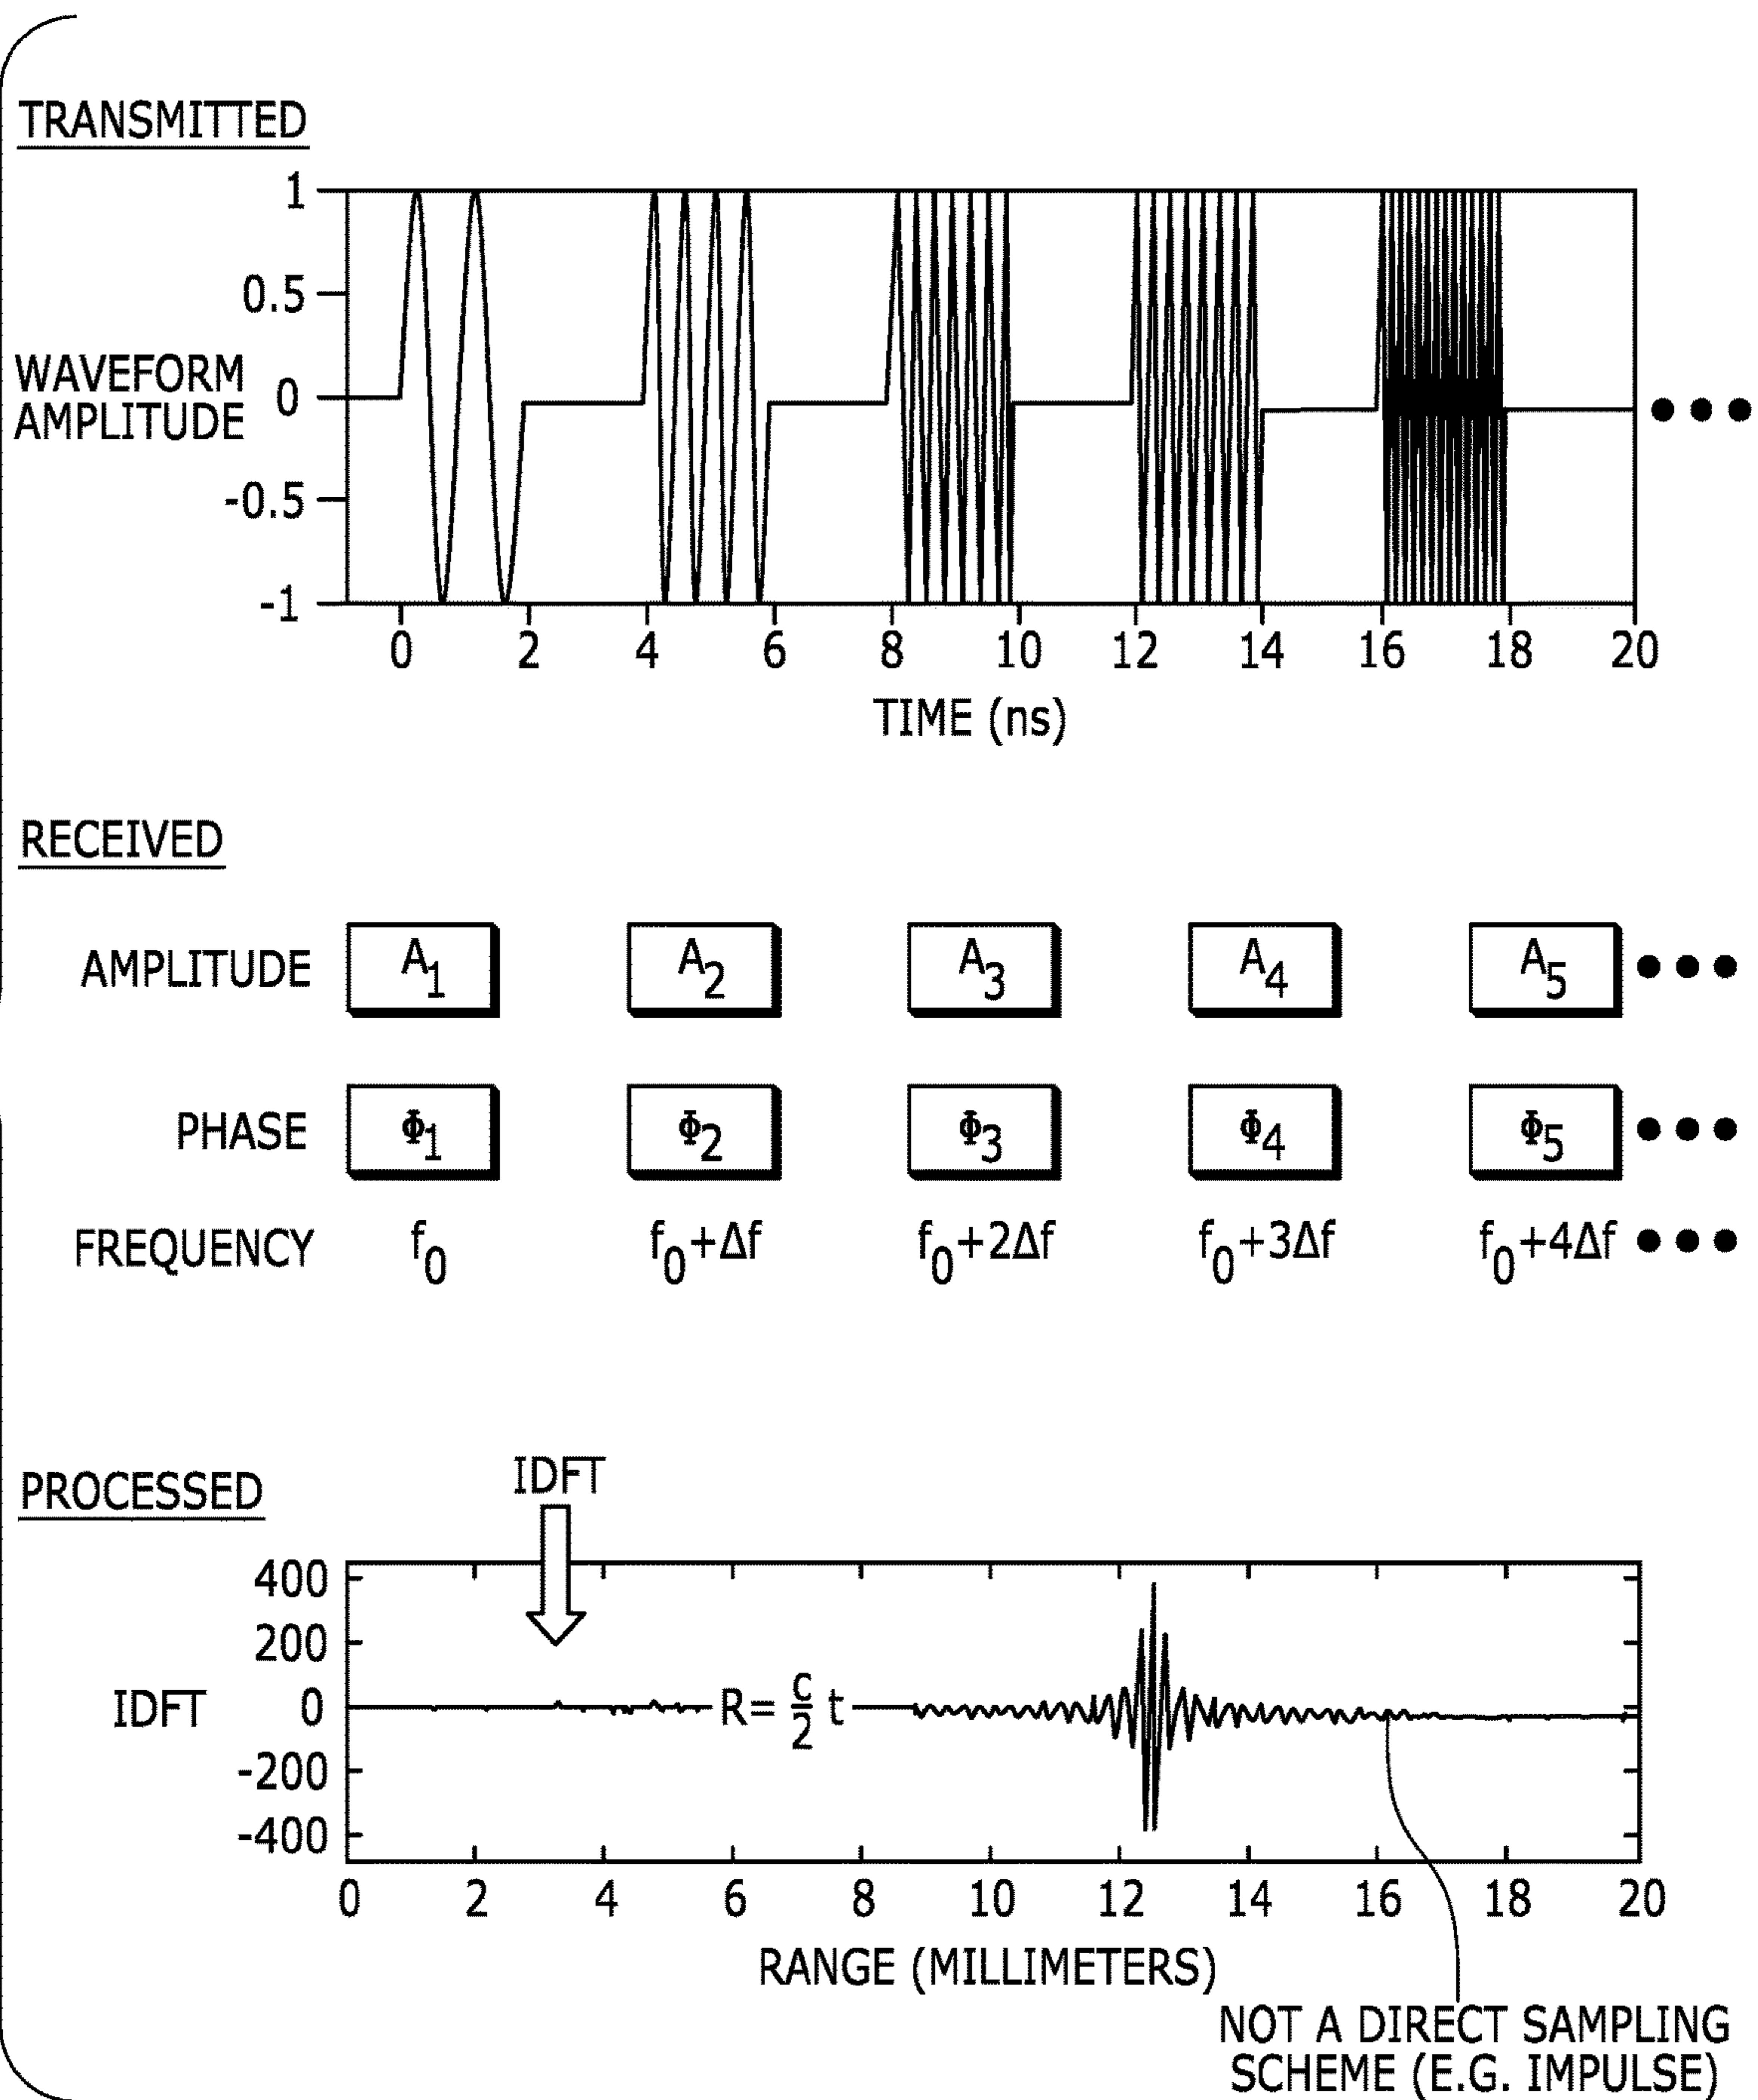 TRANSMITTED
1
0.5
WAVEFORM
AMPLITUDE
0
-0.5
-1
0 2 4 6 8 10 12 14 16 18 20
TIME (ns)
RECEIVED
AMPLITUDE A1 A2 A3 A4 A5
PHASE Φ1 Φ2 Φ3 Φ4 Φ5
FREQUENCY f0 f0+Δf f0+2Δf f0+3Δf f0+4Δf
PROCESSED
IDFT
400
200
IDFT 0 R= c/2 t
-200
-400
0 2 4 6 8 10 12 14 16 18 20
RANGE (MILLIMETERS)
NOT A DIRECT SAMPLING
SCHEME (E.G. IMPULSE)